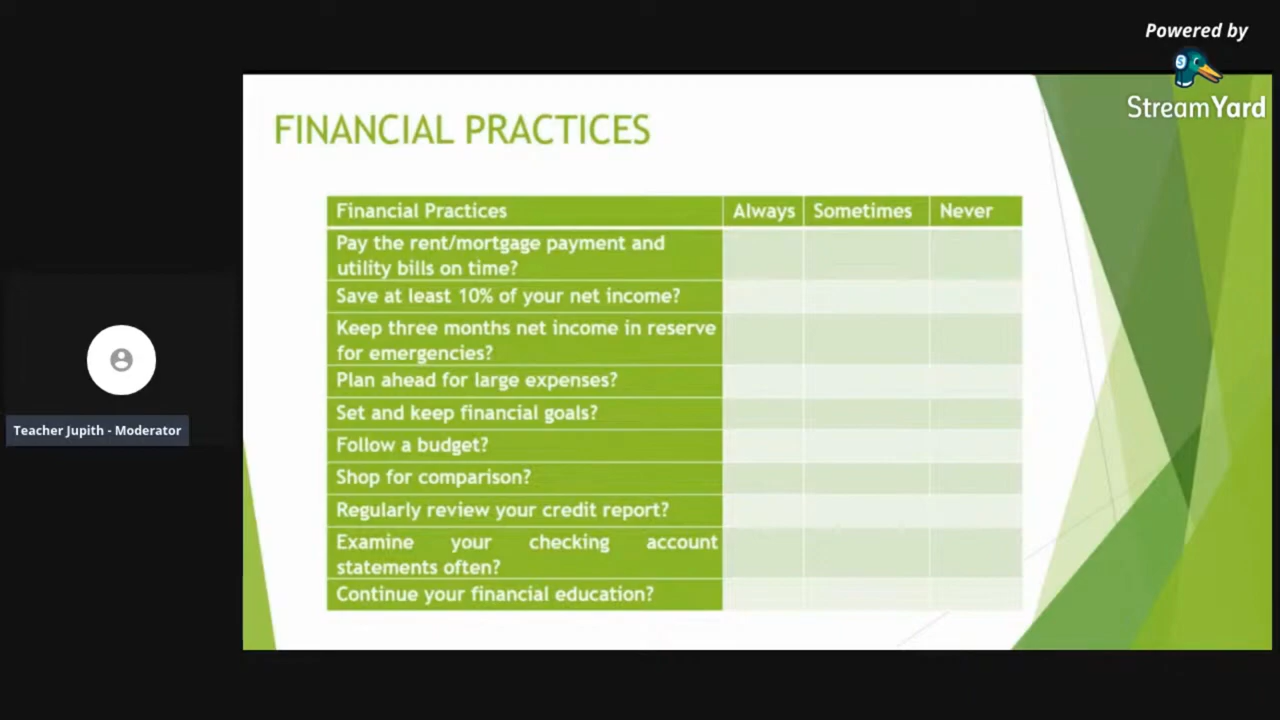 Powered by
StreamYard
FINANCIAL PRACTICES
Financial Practices Always Sometimes Never
Pay the rent/mortgage payment and
utility bills on time?
Save at least 10% of your net income?
Keep three months net income in reserve
for emergencies?
Plan ahead for large expenses?
Set and keep financial goals?
Follow a budget?
Shop for comparison?
Regularly review your credit report?
Examine your checking account
statements often?
Continue your financial education?
Teacher Jupith - Moderator